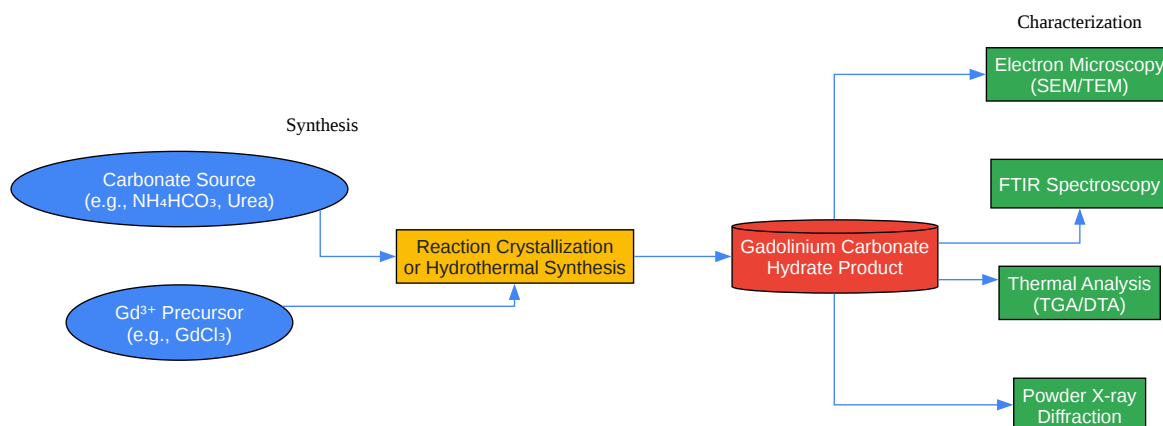 Characterization
Electron Microscopy
(SEM/TEM)
Synthesis
Carbonate Source
(e.g., NH₄HCO₃, Urea)
FTIR Spectroscopy
Reaction Crystallization
or Hydrothermal Synthesis
Gadolinium Carbonate
Hydrate Product
Thermal Analysis
(TGA/DTA)
Gd³⁺ Precursor
(e.g., GdCl₃)
Powder X-ray
Diffraction